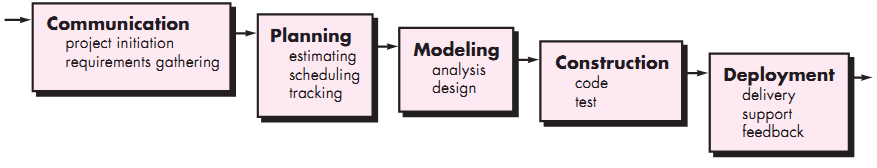 Communication
project initiation
requirements gathering
Planning
estimating
scheduling
tracking
Modeling
analysis
design
Construction
code
test
Deployment
delivery
support
feedback